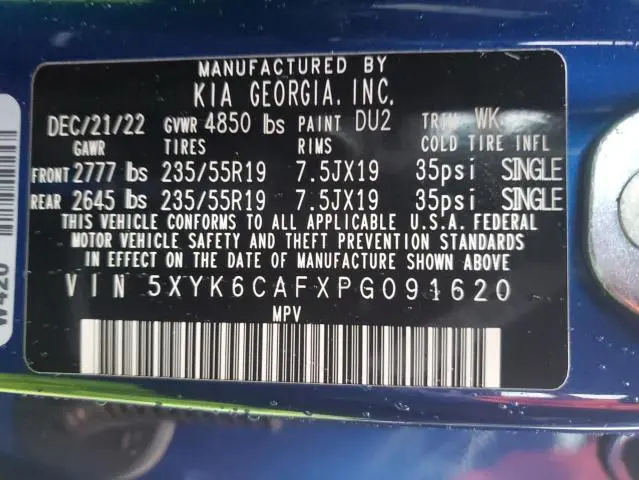 MANUFACTURED BY
KIA GEORGIA, INC.
DEC/21/22 GVWR 4850 lbs PAINT DU2 TRIM WK
GAWR TIRES RIMS COLD TIRE INFL
FRONT 2777 lbs 235/55R19 7.5JX19 35psi SINGLE
REAR 2645 lbs 235/55R19 7.5JX19 35psi SINGLE
THIS VEHICLE CONFORMS TO ALL APPLICABLE U.S.A. FEDERAL
MOTOR VEHICLE SAFETY AND THEFT PREVENTION STANDARDS
IN EFFECT ON THE DATE OF MANUFACTURE SHOWN ABOVE
VIN 5XYK6CAFXPG091620
MPV
W420